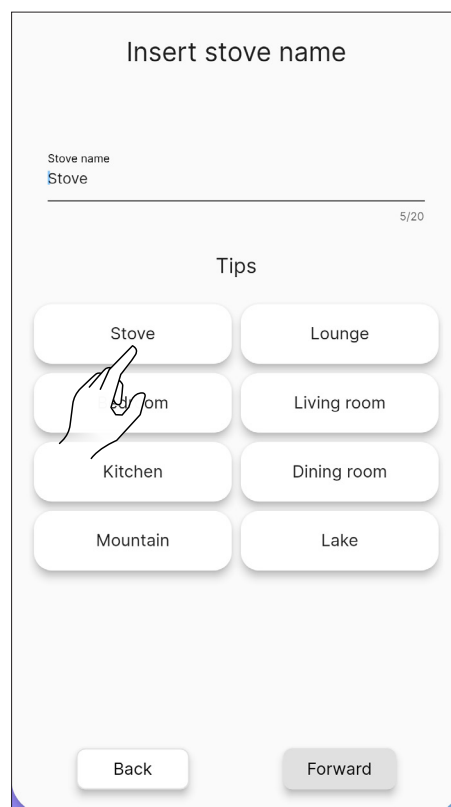 Insert stove name
Stove name
Stove
5/20
Tips
Stove Lounge
Living room
Kitchen Dining room
Mountain Lake
Back Forward